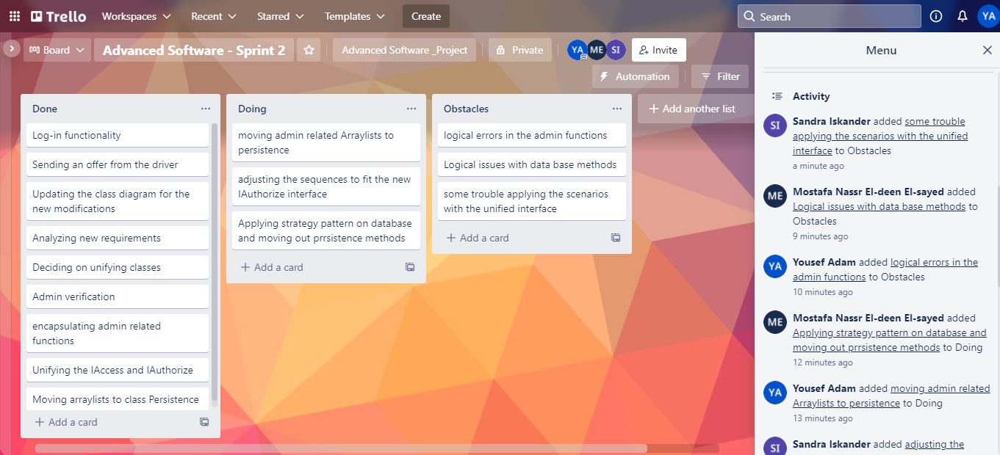 Trello
Workspaces
Recent
Starred
Templates
Create
Search
YA
Board
Advanced Software - Sprint 2
Advanced Software _Project
Private
YA
ME
SI
Invite
Automation
Filter
Done
Log-in functionality
Sending an offer from the driver
Updating the class diagram for the
new modifications
Analyzing new requirements
Deciding on unifying classes
Admin verification
encapsulating admin related
functions
Unifying the IAccess and IAuthorize
Moving arraylists to class Persistence
+ Add a card
Doing
moving admin related Arraylists to
persistence
adjusting the sequences to fit the new
IAuthorize interface
Applying strategy pattern on database
and moving out prrsistence methods
+ Add a card
Obstacles
logical errors in the admin functions
Logical issues with data base methods
some trouble applying the scenarios
with the unified interface
+ Add a card
+ Add another list
Menu
Activity
SI
Sandra Iskander added some trouble
applying the scenarios with the unified
interface to Obstacles
a minute ago
ME
Mostafa Nassr El-deen El-sayed added
Logical issues with data base methods to
Obstacles
9 minutes ago
YA
Yousef Adam added logical errors in the
admin functions to Obstacles
10 minutes ago
ME
Mostafa Nassr El-deen El-sayed added
Applying strategy pattern on database and
moving out prrsistence methods to Doing
12 minutes ago
YA
Yousef Adam added moving admin related
Arraylists to persistence to Doing
13 minutes ago
SI
Sandra Iskander added adjusting the